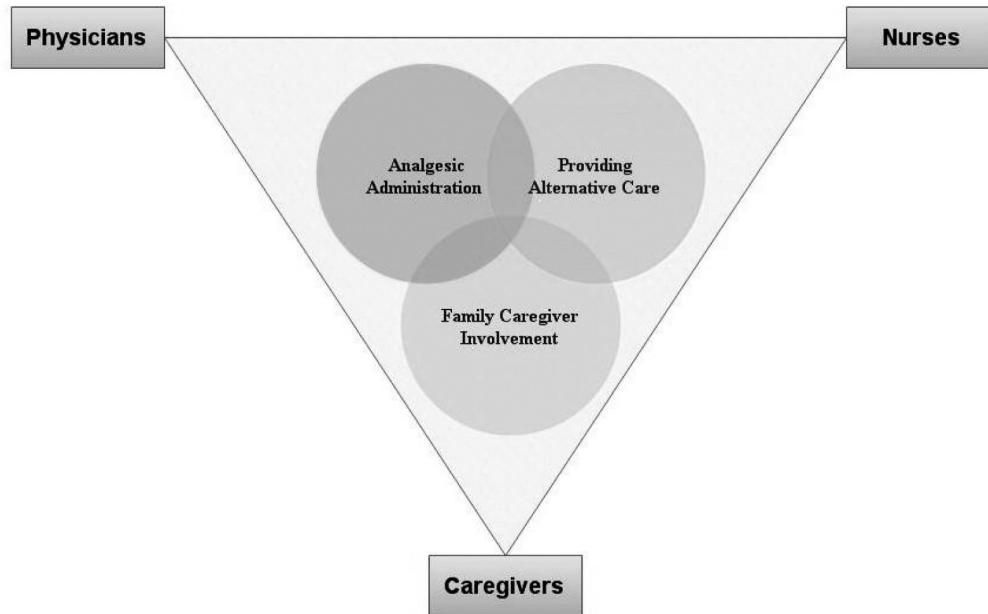 Physicians
Nurses
Analgesic
Administration
Providing
Alternative Care
Family Caregiver
Involvement
Caregivers